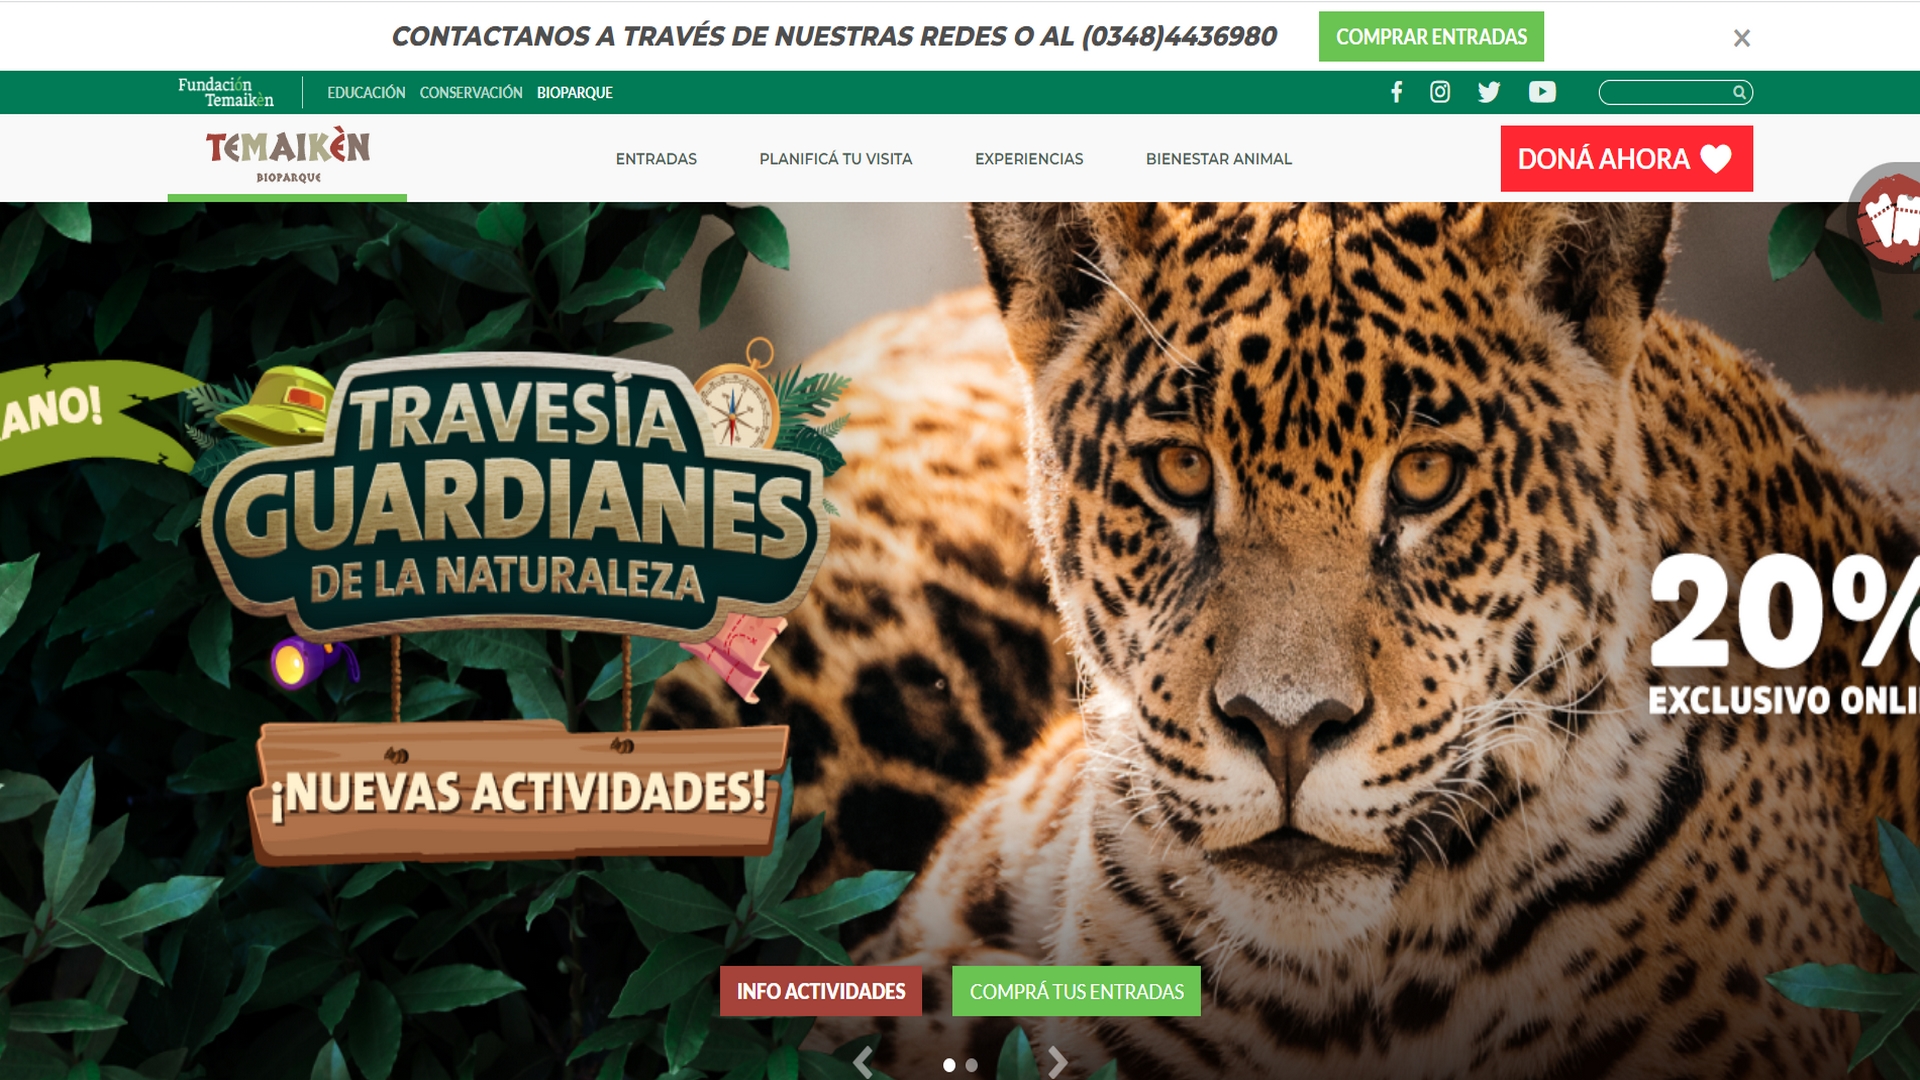 CONTACTANOS A TRAVÉS DE NUESTRAS REDES O AL (0348)4436980
COMPRAR ENTRADAS
Fundación
Temaikèn
EDUCACIÓN
CONSERVACIÓN
BIOPARQUE
TEMAIKÈN
BIOPARQUE
ENTRADAS
PLANIFICÁ TU VISITA
EXPERIENCIAS
BIENESTAR ANIMAL
DONÁ AHORA
ANO!
TRAVESÍA
GUARDIANES
DE LA NATURALEZA
¡NUEVAS ACTIVIDADES!
20%
EXCLUSIVO ONLI
INFO ACTIVIDADES
COMPRÁ TUS ENTRADAS